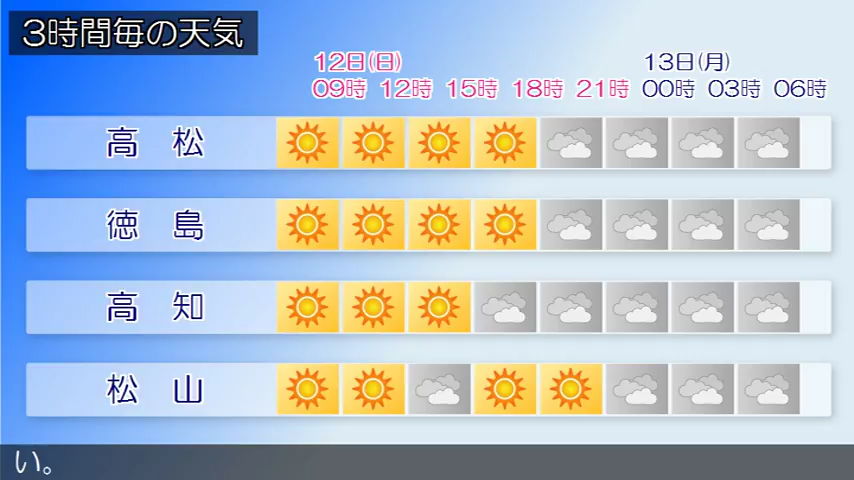 3時間毎の天気
12日(日) 13日(月)
09時 12時 15時 18時 21時 00時 03時 06時
高 松
徳 島
高 知
松 山
い。